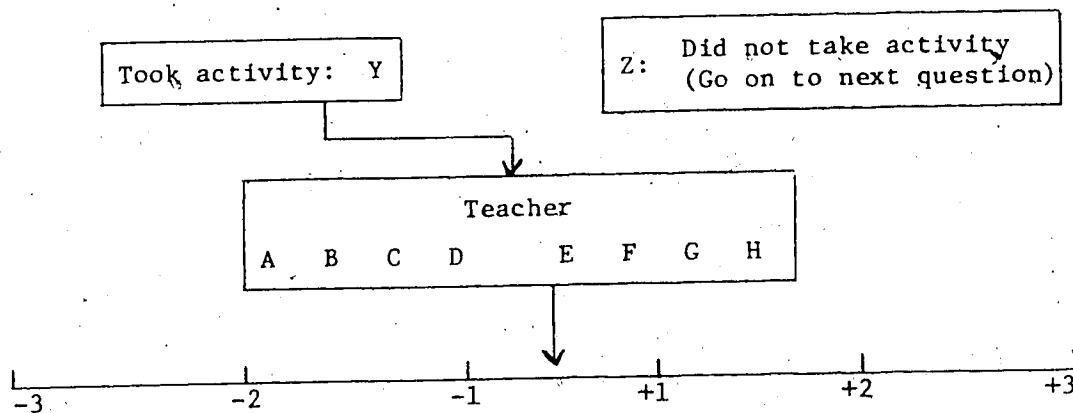 Took activity: Y
Z: Did not take activity
(Go on to next question)
Teacher
A B C D E F G H
-3 -2 -1 +1 +2 +3